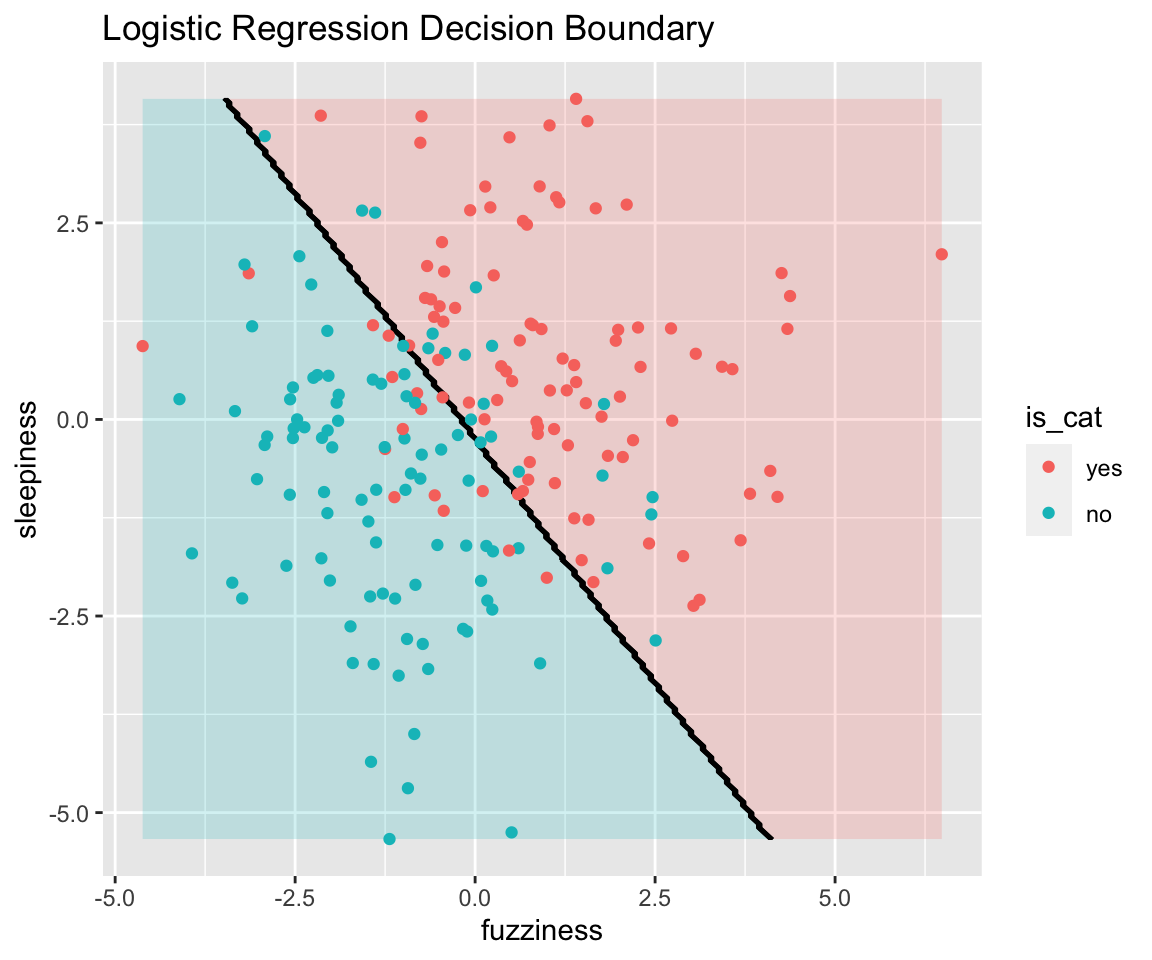 Logistic Regression Decision Boundary
2.5
0.0
-2.5
-5.0
sleepiness
-5.0 -2.5 0.0 2.5 5.0
fuzziness
is_cat
yes
no